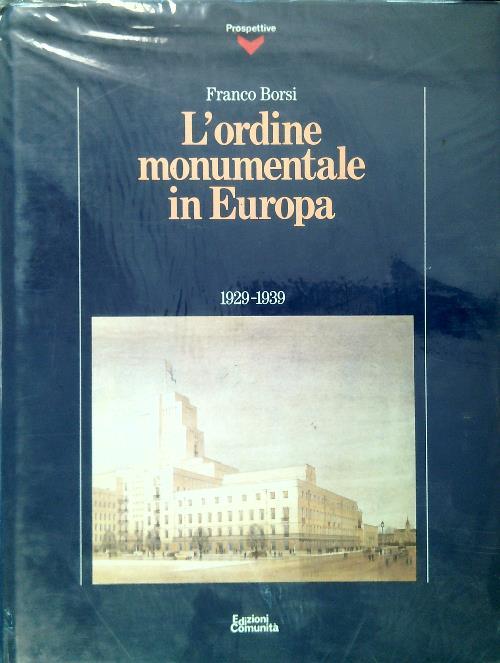 Prospettive
Franco Borsi
L'ordine
monumentale
in Europa
1929-1939
Edizioni
Comunità